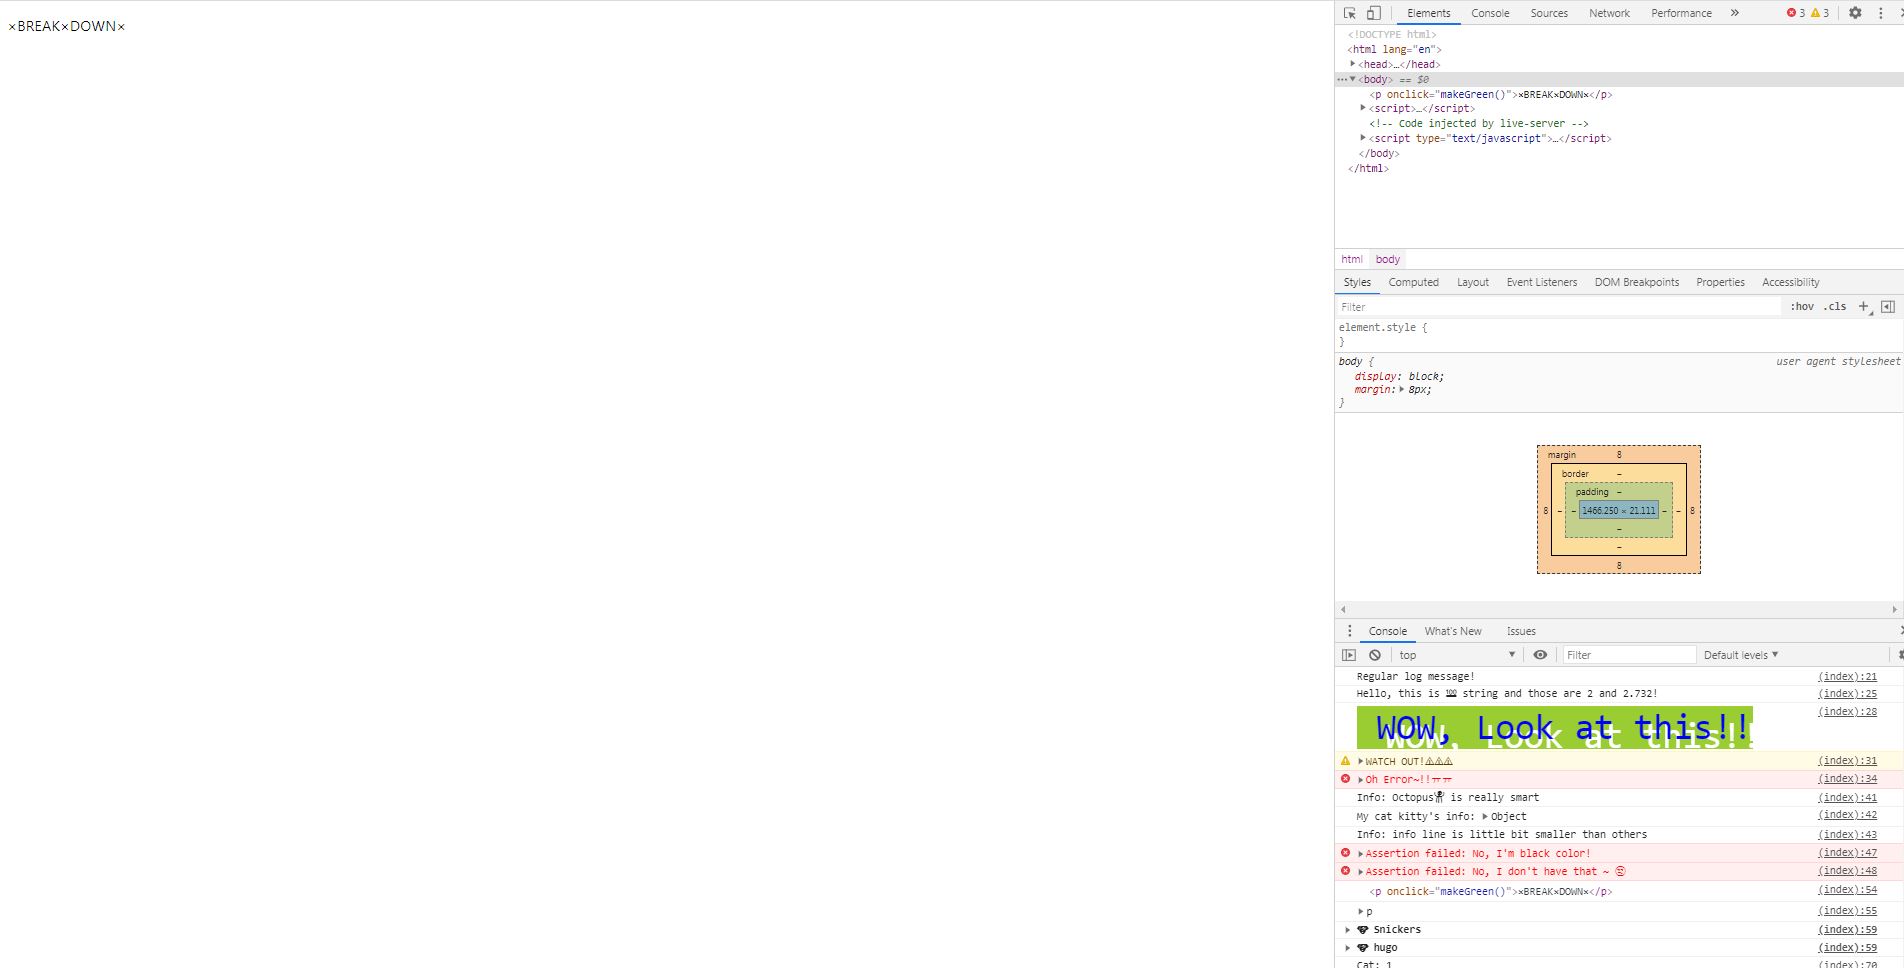 ×BREAK×DOWN×
Elements Console Sources Network Performance » 3 3
<!DOCTYPE html>
<html lang="en">
<head>…</head>
<body> == $0
<p onclick="makeGreen()">×BREAK×DOWN×</p>
<script>…</script>
<!-- Code injected by live-server -->
<script type="text/javascript">…</script>
</body>
</html>
html body
Styles Computed Layout Event Listeners DOM Breakpoints Properties Accessibility
Filter :hov .cls +
element.style {
}
body { user agent stylesheet
display: block;
margin: 8px;
}
margin 8
border –
padding –
8 – – 1466.250 × 21.111 – – 8
–
–
8
Console What's New Issues
top Filter Default levels
Regular log message! (index):21
Hello, this is 💯 string and those are 2 and 2.732! (index):25
WOW, Look at this!! (index):28
WATCH OUT!⚠⚠⚠ (index):31
Oh Error~!!ㅠㅠ (index):34
Info: Octopus🐙 is really smart (index):41
My cat kitty's info: Object (index):42
Info: info line is little bit smaller than others (index):43
Assertion failed: No, I'm black color! (index):47
Assertion failed: No, I don't have that ~ (index):48
<p onclick="makeGreen()">×BREAK×DOWN×</p> (index):54
p (index):55
Snickers (index):59
hugo (index):59
Cat: 1 (index):70